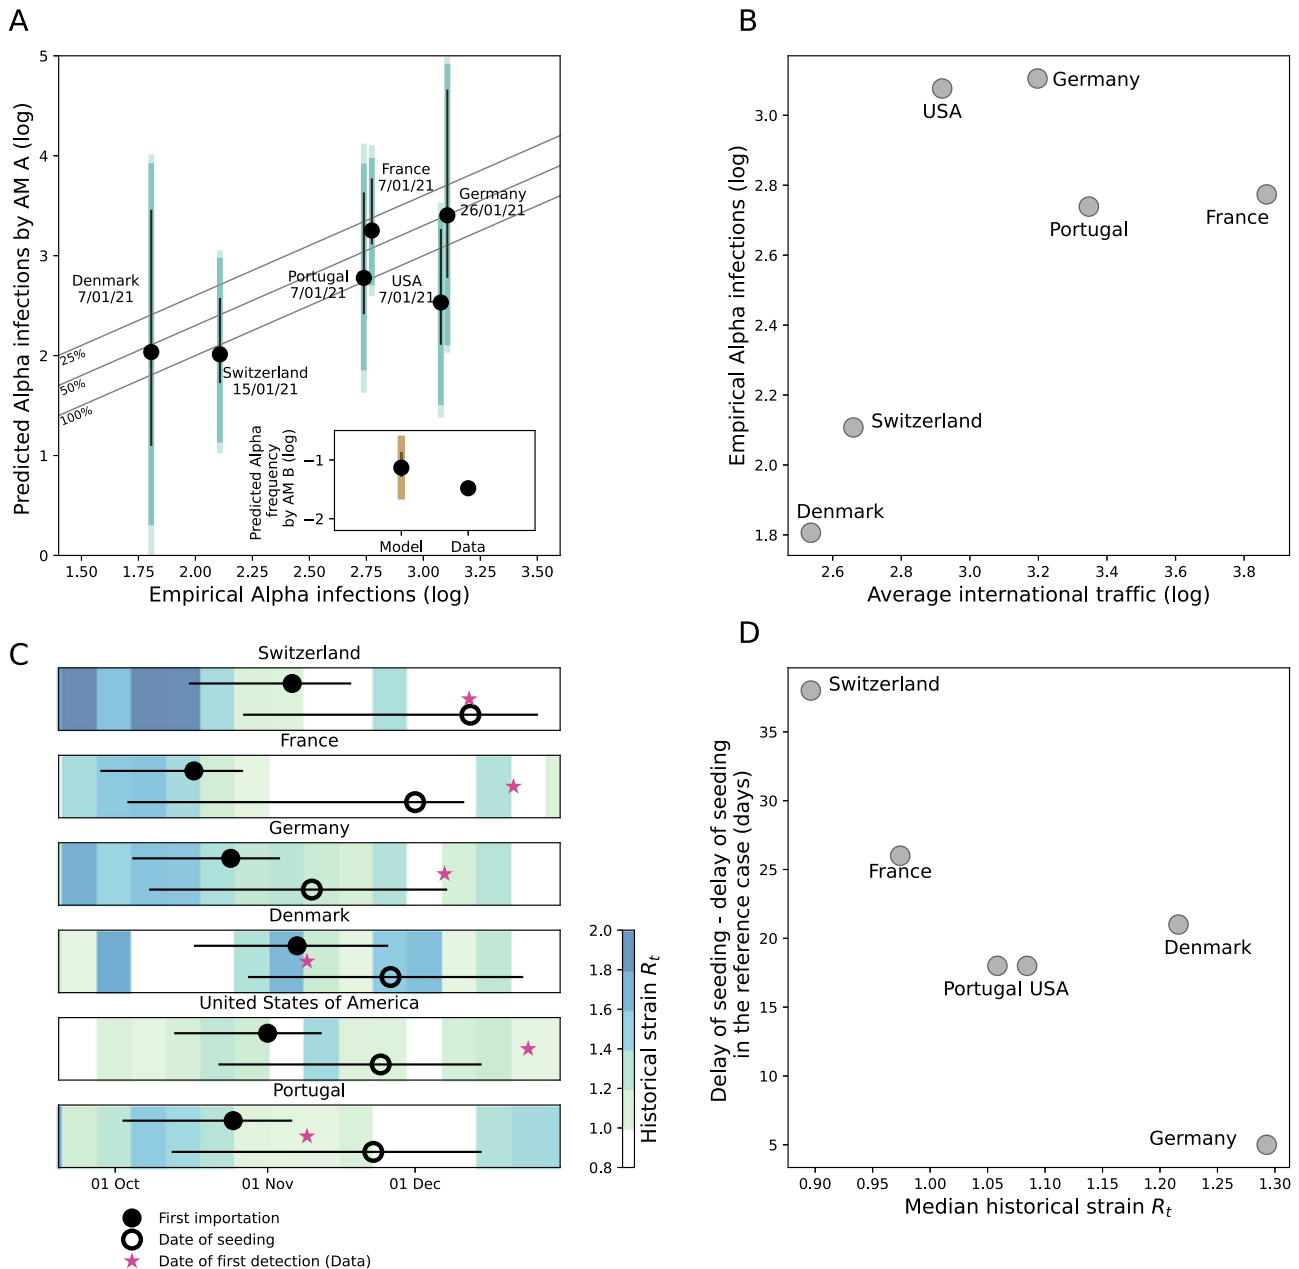 A
Predicted Alpha infections by AM A (log)
5
4
3
2
1
0
France
7/01/21
Germany
26/01/21
Denmark
7/01/21
Portugal
7/01/21
USA
7/01/21
Switzerland
15/01/21
25%
50%
100%
Predicted Alpha
frequency
by AM B (log)
−1
−2
Model
Data
1.50
1.75
2.00
2.25
2.50
2.75
3.00
3.25
3.50
Empirical Alpha infections (log)
B
Empirical Alpha infections (log)
3.0
2.8
2.6
2.4
2.2
2.0
1.8
Germany
USA
Portugal
France
Switzerland
Denmark
2.6
2.8
3.0
3.2
3.4
3.6
3.8
Average international traffic (log)
C
Switzerland
France
Germany
Denmark
United States of America
Portugal
01 Oct
01 Nov
01 Dec
2.0
1.8
1.6
1.4
1.2
1.0
0.8
Historical strain Rt
First importation
Date of seeding
Date of first detection (Data)
D
Delay of seeding - delay of seeding
in the reference case (days)
35
30
25
20
15
10
5
Switzerland
France
Denmark
Portugal
USA
Germany
0.90
0.95
1.00
1.05
1.10
1.15
1.20
1.25
1.30
Median historical strain Rt